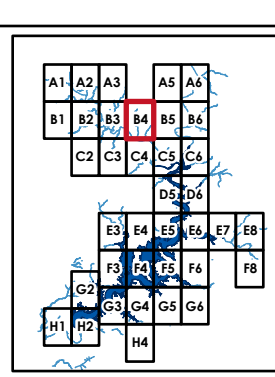 A1 A2 A3 A5 A6
B1 B2 B3 B4 B5 B6
C2 C3 C4 C5 C6
D5 D6
E3 E4 E5 E6 E7 E8
F3 F4 F5 F6 F8
G2
G3 G4 G5 G6
H1 H2
H4